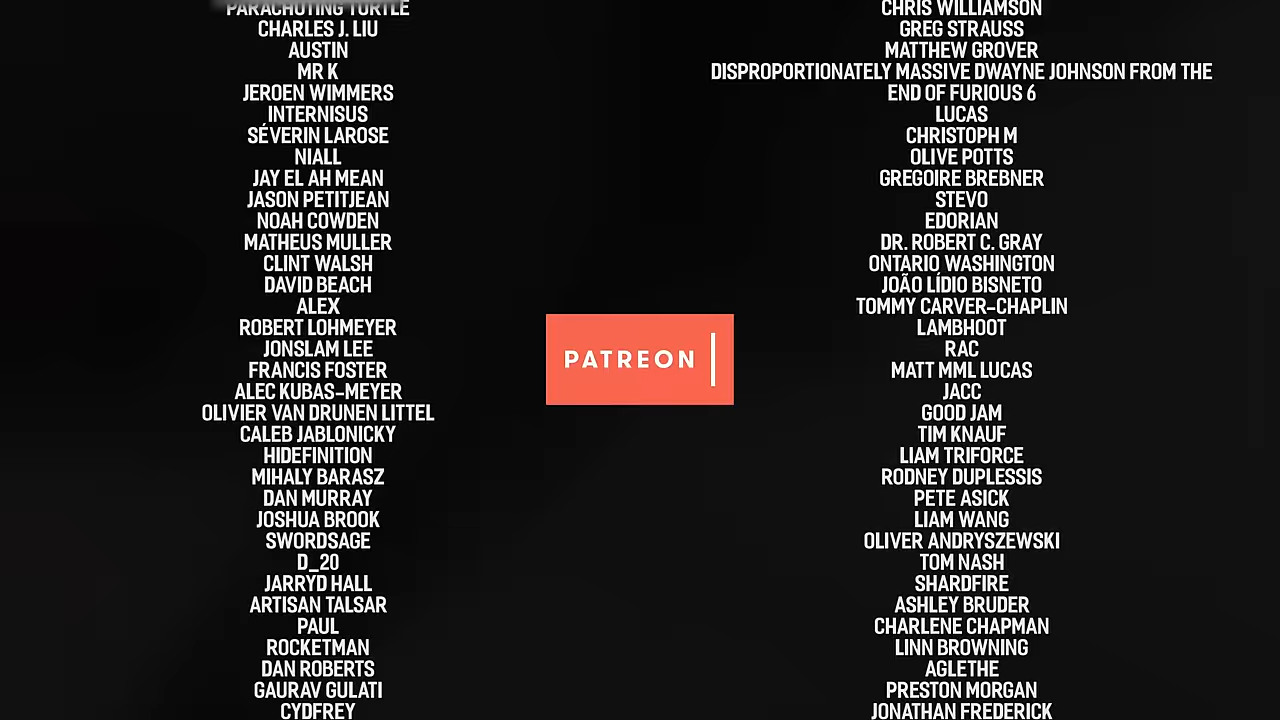 PARACHUTING TURTLE
CHARLES J. LIU
AUSTIN
MR K
JEROEN WIMMERS
INTERNISUS
SÉVERIN LAROSE
NIALL
JAY EL AH MEAN
JASON PETITJEAN
NOAH COWDEN
MATHEUS MULLER
CLINT WALSH
DAVID BEACH
ALEX
ROBERT LOHMEYER
JONSLAM LEE
FRANCIS FOSTER
ALEC KUBAS-MEYER
OLIVIER VAN DRUNEN LITTEL
CALEB JABLONICKY
HIDEFINITION
MIHALY BARASZ
DAN MURRAY
JOSHUA BROOK
SWORDSAGE
D_20
JARRYD HALL
ARTISAN TALSAR
PAUL
ROCKETMAN
DAN ROBERTS
GAURAV GULATI
CYDFREY
PATREON
CHRIS WILLIAMSON
GREG STRAUSS
MATTHEW GROVER
DISPROPORTIONATELY MASSIVE DWAYNE JOHNSON FROM THE
END OF FURIOUS 6
LUCAS
CHRISTOPH M
OLIVE POTTS
GREGOIRE BREBNER
STEVO
EDORIAN
DR. ROBERT C. GRAY
ONTARIO WASHINGTON
JOÃO LÍDIO BISNETO
TOMMY CARVER-CHAPLIN
LAMBHOOT
RAC
MATT MML LUCAS
JACC
GOOD JAM
TIM KNAUF
LIAM TRIFORCE
RODNEY DUPLESSIS
PETE ASICK
LIAM WANG
OLIVER ANDRYSZEWSKI
TOM NASH
SHARDFIRE
ASHLEY BRUDER
CHARLENE CHAPMAN
LINN BROWNING
AGLETHE
PRESTON MORGAN
JONATHAN FREDERICK